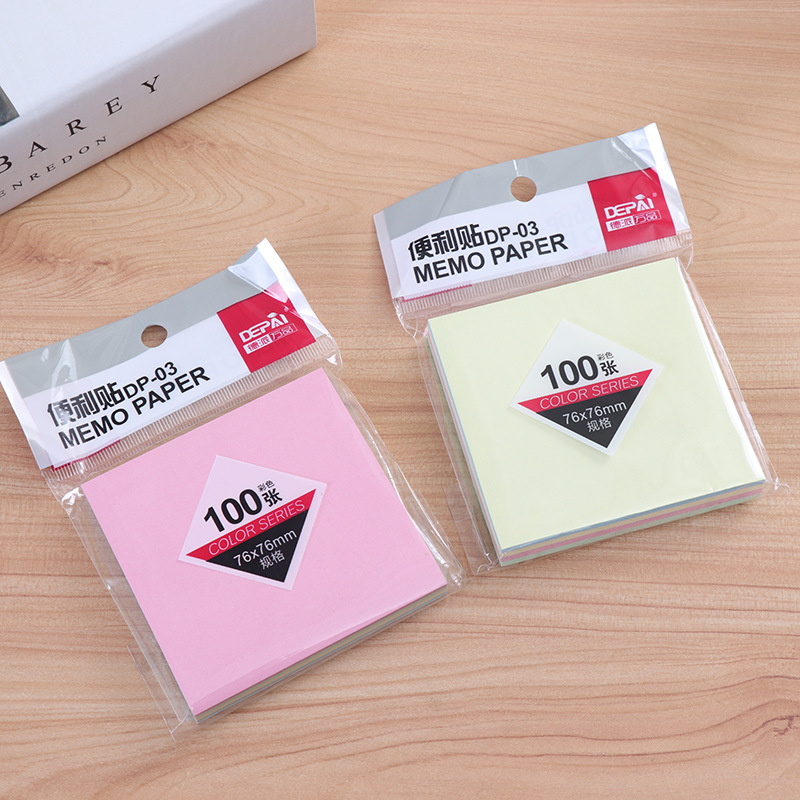 BAREY
ENREDON
便利贴DP-03
MEMO PAPER
DEPAI
德派万品
100张
彩色
COLOR SERIES
76x76mm
规格
便利贴DP-03
MEMO PAPER
DEPAI
德派万品
100张
彩色
COLOR SERIES
76x76mm
规格